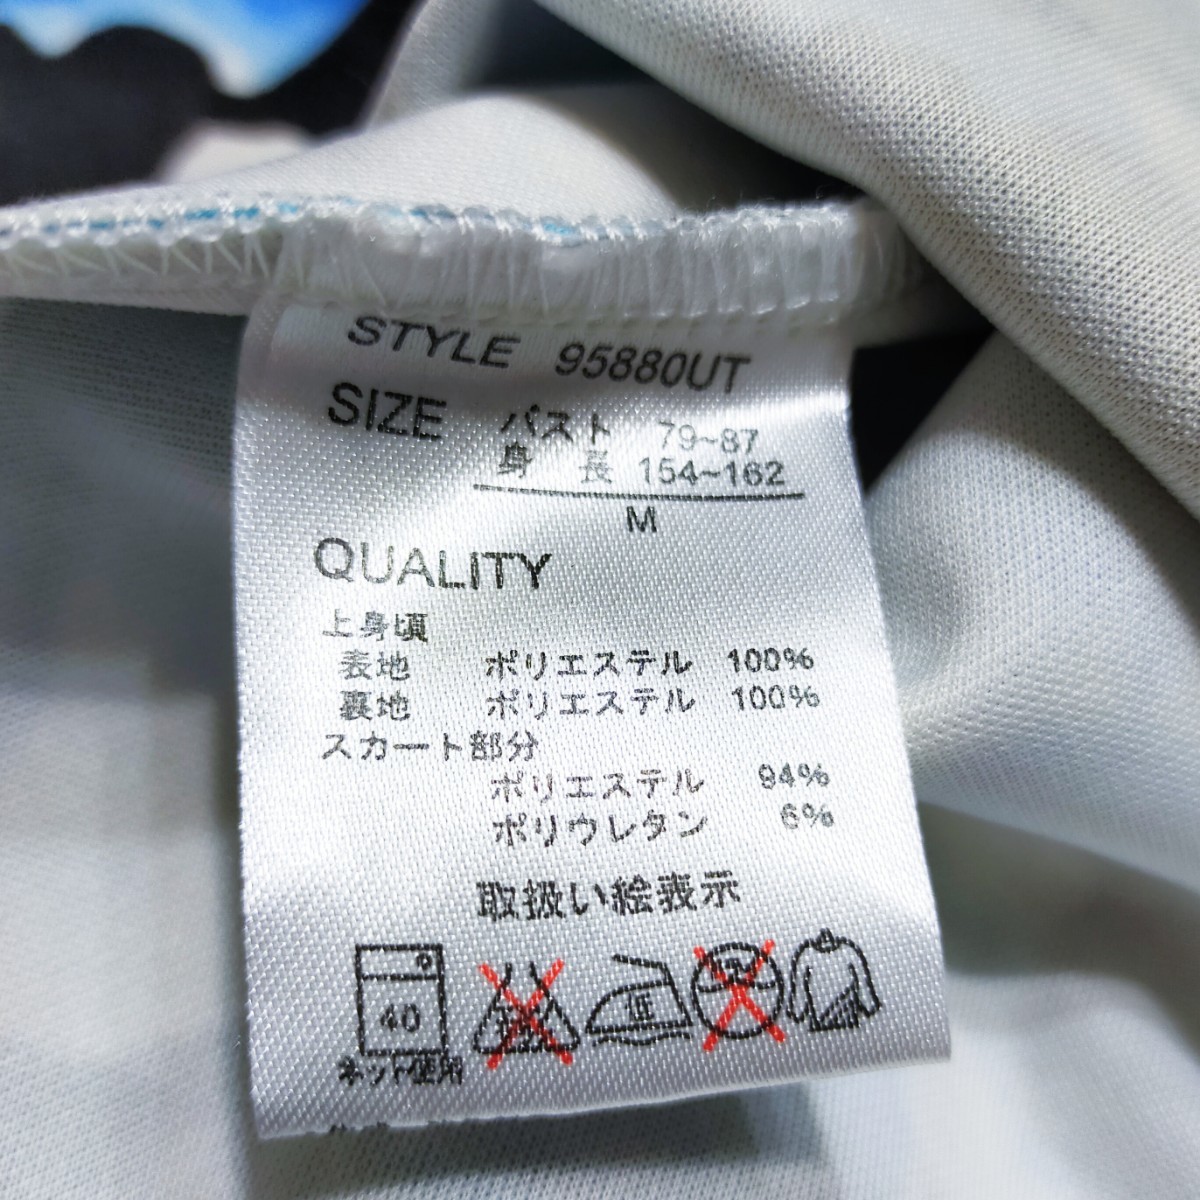 STYLE 95880UT
SIZE バスト 79~87
身 長 154~162
M
QUALITY
上身頃
表地 ポリエステル 100%
裏地 ポリエステル 100%
スカート部分
ポリエステル 94%
ポリウレタン 6%
取扱い絵表示
40
ネット使用